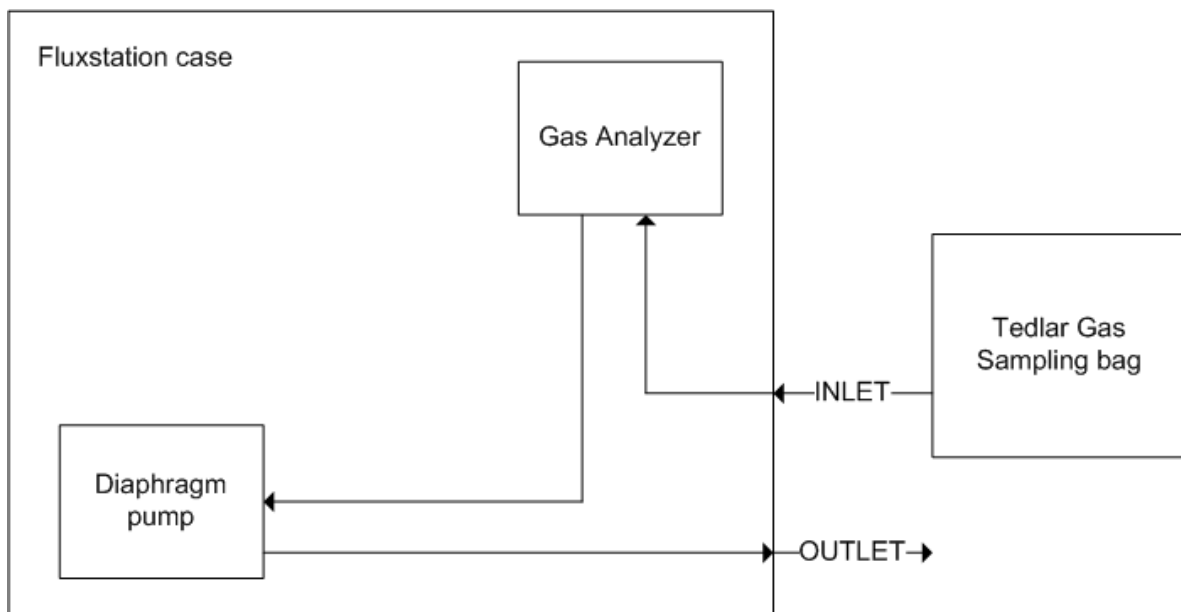 Fluxstation case
Gas Analyzer
Tedlar Gas
Sampling bag
INLET
Diaphragm
pump
OUTLET